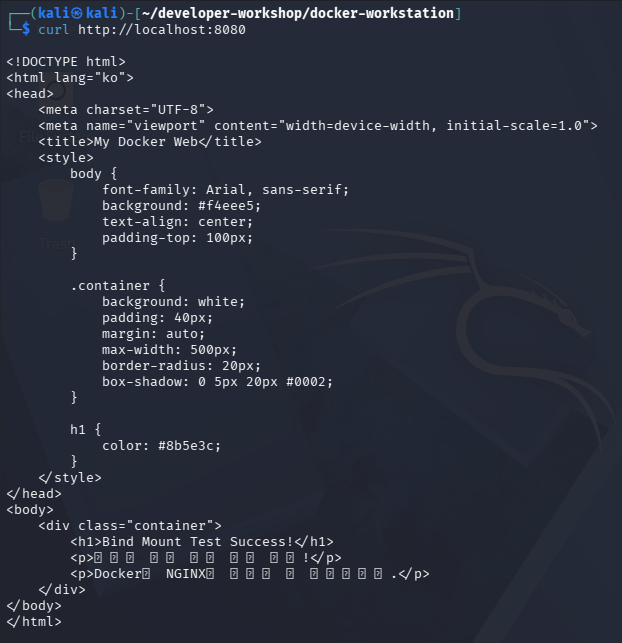 ┌──(kali㉿kali)-[~/developer-workshop/docker-workstation]
└─$ curl http://localhost:8080
<!DOCTYPE html>
<html lang="ko">
<head>
    <meta charset="UTF-8">
    <meta name="viewport" content="width=device-width, initial-scale=1.0">
    <title>My Docker Web</title>
    <style>
        body {
            font-family: Arial, sans-serif;
            background: #f4eee5;
            text-align: center;
            padding-top: 100px;
        }
        .container {
            background: white;
            padding: 40px;
            margin: auto;
            max-width: 500px;
            border-radius: 20px;
            box-shadow: 0 5px 20px #0002;
        }
        h1 {
            color: #8b5e3c;
        }
    </style>
</head>
<body>
    <div class="container">
        <h1>Bind Mount Test Success!</h1>
        <p>!</p>
        <p>Docker NGINX .</p>
    </div>
</body>
</html>
Trash